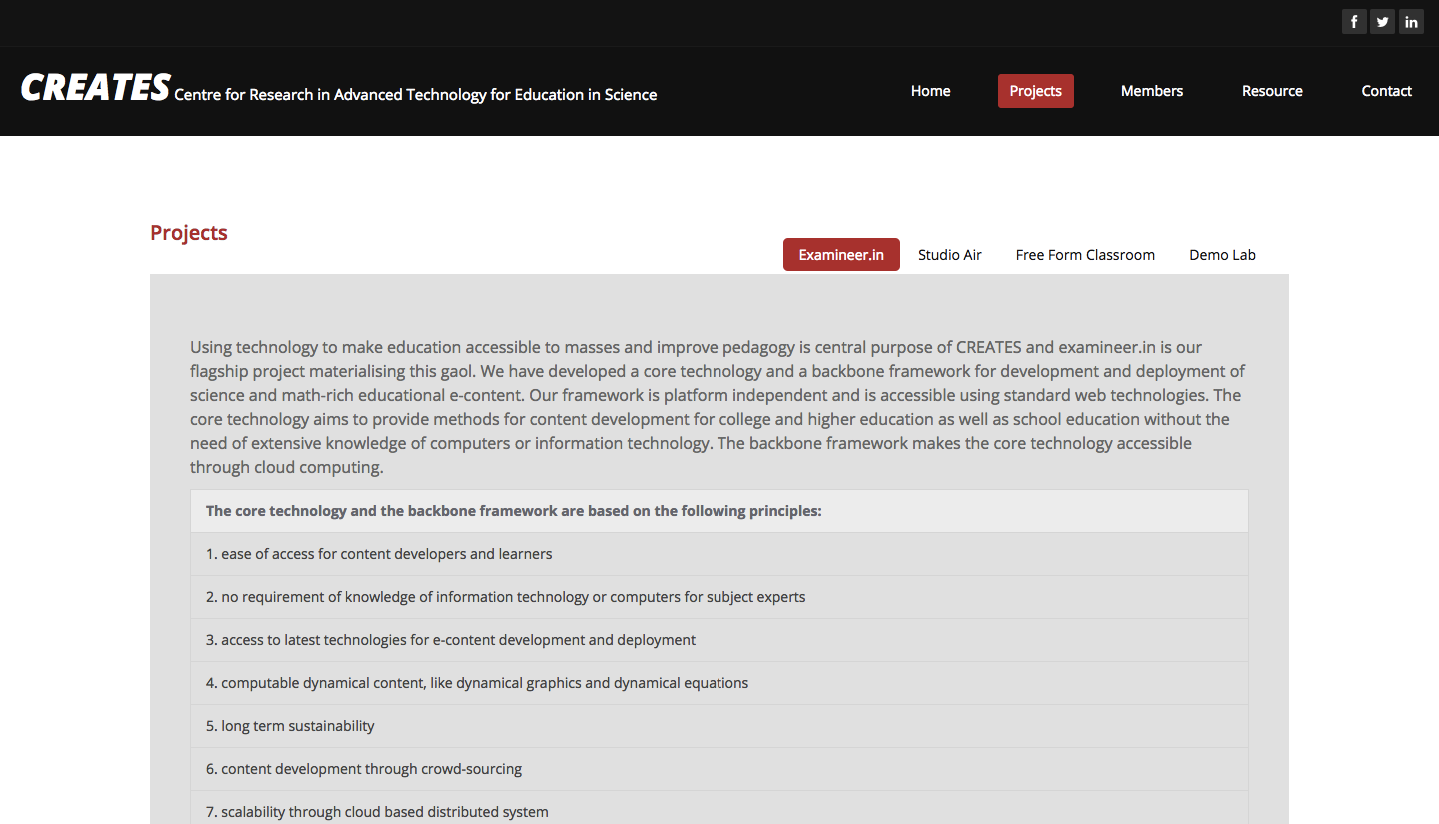 CREATES Centre for Research in Advanced Technology for Education in Science
Home Projects Members Resource Contact
Projects
Examineer.in Studio Air Free Form Classroom Demo Lab
Using technology to make education accessible to masses and improve pedagogy is central purpose of CREATES and examineer.in is our
flagship project materialising this gaol. We have developed a core technology and a backbone framework for development and deployment of
science and math-rich educational e-content. Our framework is platform independent and is accessible using standard web technologies. The
core technology aims to provide methods for content development for college and higher education as well as school education without the
need of extensive knowledge of computers or information technology. The backbone framework makes the core technology accessible
through cloud computing.
The core technology and the backbone framework are based on the following principles:
1. ease of access for content developers and learners
2. no requirement of knowledge of information technology or computers for subject experts
3. access to latest technologies for e-content development and deployment
4. computable dynamical content, like dynamical graphics and dynamical equations
5. long term sustainability
6. content development through crowd-sourcing
7. scalability through cloud based distributed system